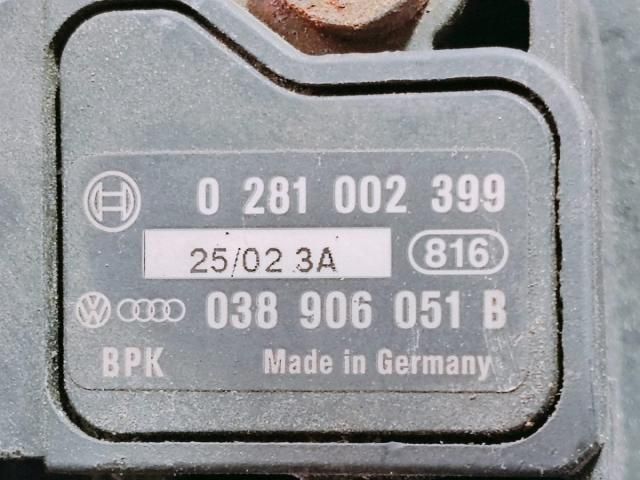 0 281 002 399
25/02 3A 816
038 906 051 B
BPK Made in Germany